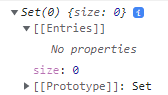 ▼Set(0) {size: 0} i
▼[[Entries]]
No properties
size: 0
▶[[Prototype]]: Set